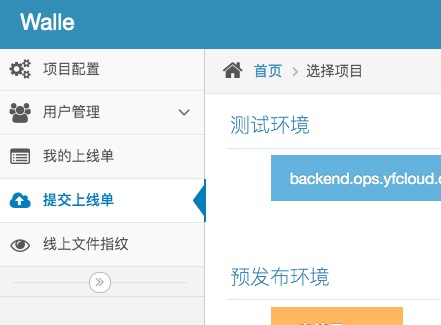 Walle
项目配置
首页 > 选择项目
用户管理
测试环境
我的上线单
backend.ops.yfcloud.
提交上线单
线上文件指纹
预发布环境